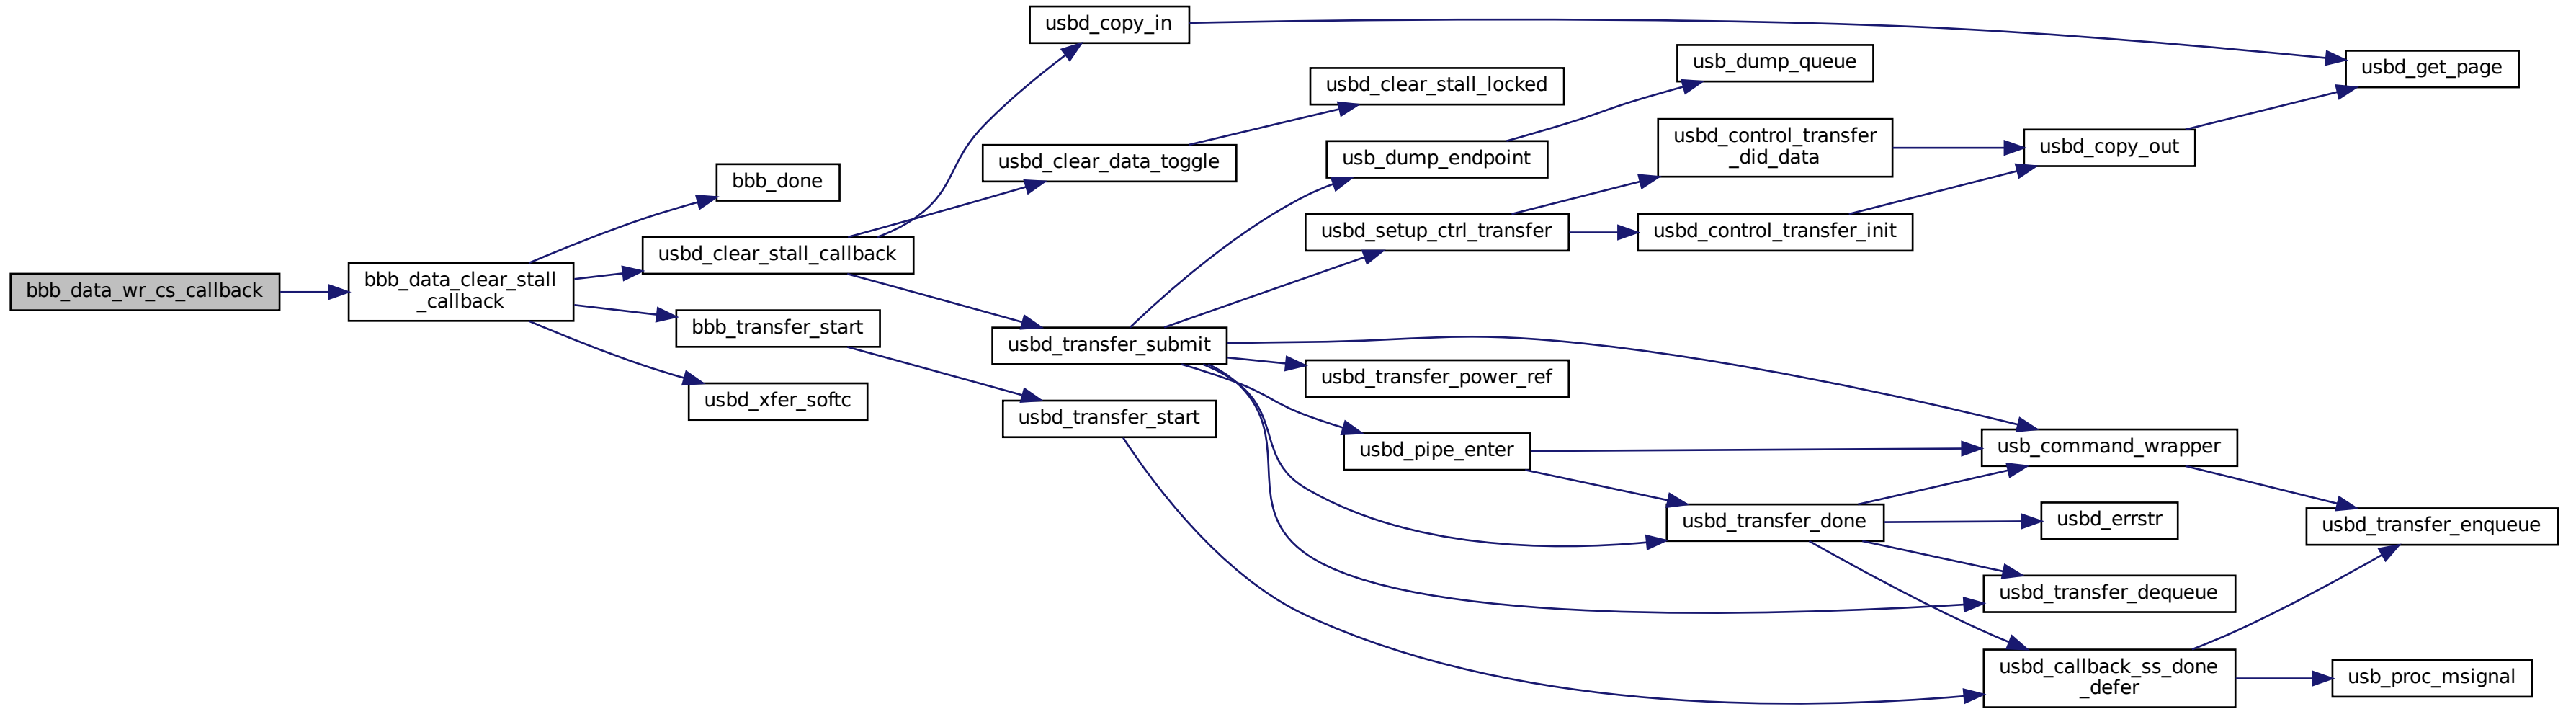 bbb_data_wr_cs_callback
bbb_data_clear_stall
_callback
bbb_done
usbd_clear_stall_callback
bbb_transfer_start
usbd_xfer_softc
usbd_copy_in
usbd_clear_data_toggle
usbd_transfer_submit
usbd_transfer_start
usbd_clear_stall_locked
usb_dump_endpoint
usbd_setup_ctrl_transfer
usbd_transfer_power_ref
usbd_pipe_enter
usb_dump_queue
usbd_control_transfer
_did_data
usbd_control_transfer_init
usbd_transfer_done
usbd_copy_out
usb_command_wrapper
usbd_errstr
usbd_transfer_dequeue
usbd_callback_ss_done
_defer
usbd_get_page
usbd_transfer_enqueue
usb_proc_msignal